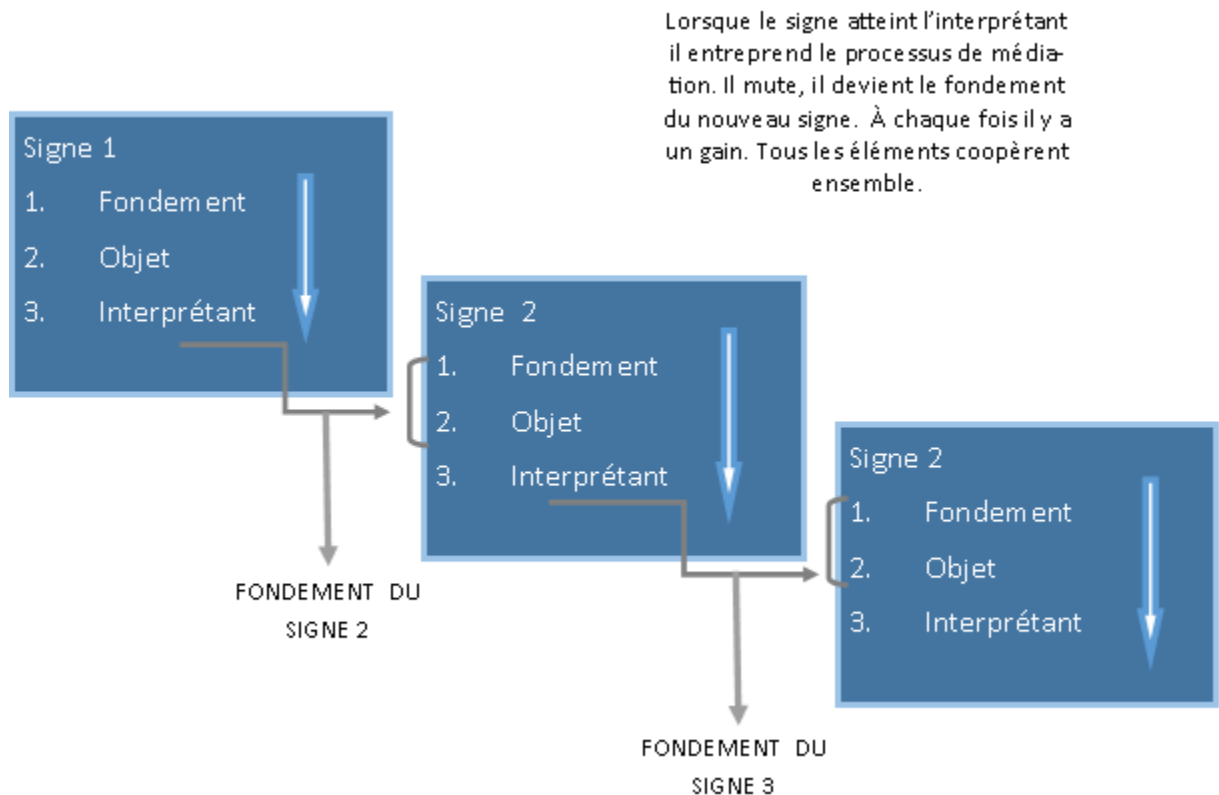 Lorsque le signe atteint l’interprétant
il entreprend le processus de média-
tion. Il mute, il devient le fondement
du nouveau signe. À chaque fois il y a
un gain. Tous les éléments coopèrent
ensemble.
Signe 1
1. Fondement
2. Objet
3. Interprétant
Signe 2
1. Fondement
2. Objet
3. Interprétant
Signe 2
1. Fondement
2. Objet
3. Interprétant
FONDEMENT DU
SIGNE 2
FONDEMENT DU
SIGNE 3